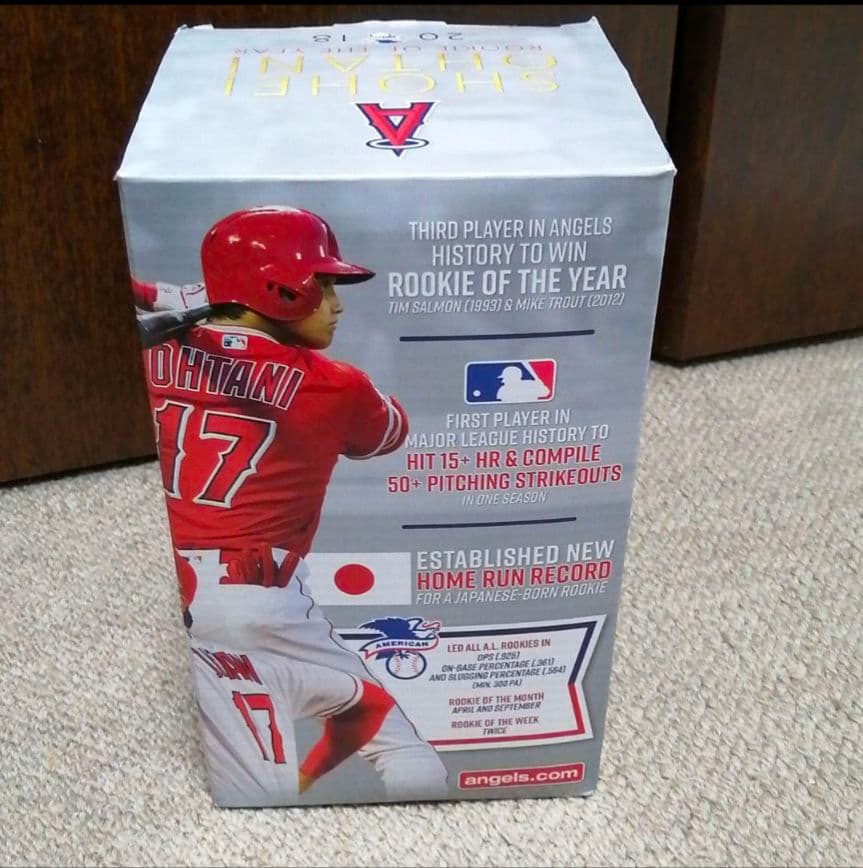 20 18
ROOKIE OF THE YEAR
SHOHEI
OHTANI
A
THIRD PLAYER IN ANGELS
HISTORY TO WIN
ROOKIE OF THE YEAR
TIM SALMON (1993) & MIKE TROUT (2012)
OHTANI
17
FIRST PLAYER IN
MAJOR LEAGUE HISTORY TO
HIT 15+ HR & COMPILE
50+ PITCHING STRIKEOUTS
IN ONE SEASON
ESTABLISHED NEW
HOME RUN RECORD
FOR A JAPANESE-BORN ROOKIE
AMERICAN
LED ALL A.L. ROOKIES IN
OPS (.925)
ON-BASE PERCENTAGE (.361)
AND SLUGGING PERCENTAGE (.564)
(MIN. 300 PA)
ROOKIE OF THE MONTH
APRIL AND SEPTEMBER
ROOKIE OF THE WEEK
TWICE
17
angels.com